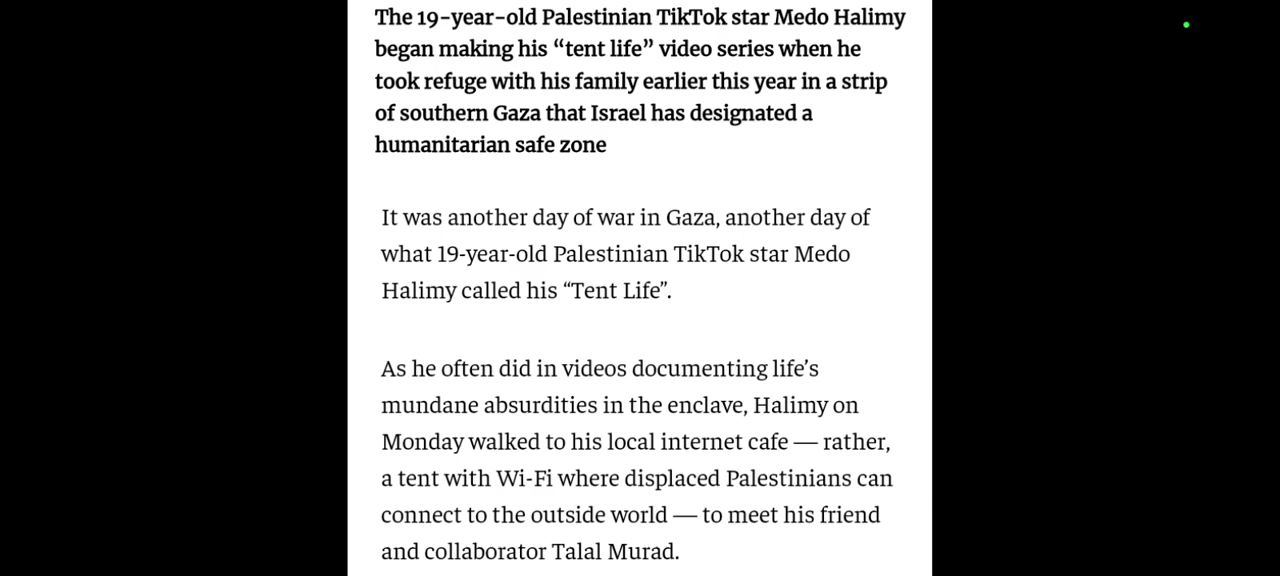 The 19-year-old Palestinian TikTok star Medo Halimy
began making his “tent life” video series when he
took refuge with his family earlier this year in a strip
of southern Gaza that Israel has designated a
humanitarian safe zone
It was another day of war in Gaza, another day of
what 19-year-old Palestinian TikTok star Medo
Halimy called his “Tent Life”.
As he often did in videos documenting life’s
mundane absurdities in the enclave, Halimy on
Monday walked to his local internet cafe — rather,
a tent with Wi-Fi where displaced Palestinians can
connect to the outside world — to meet his friend
and collaborator Talal Murad.